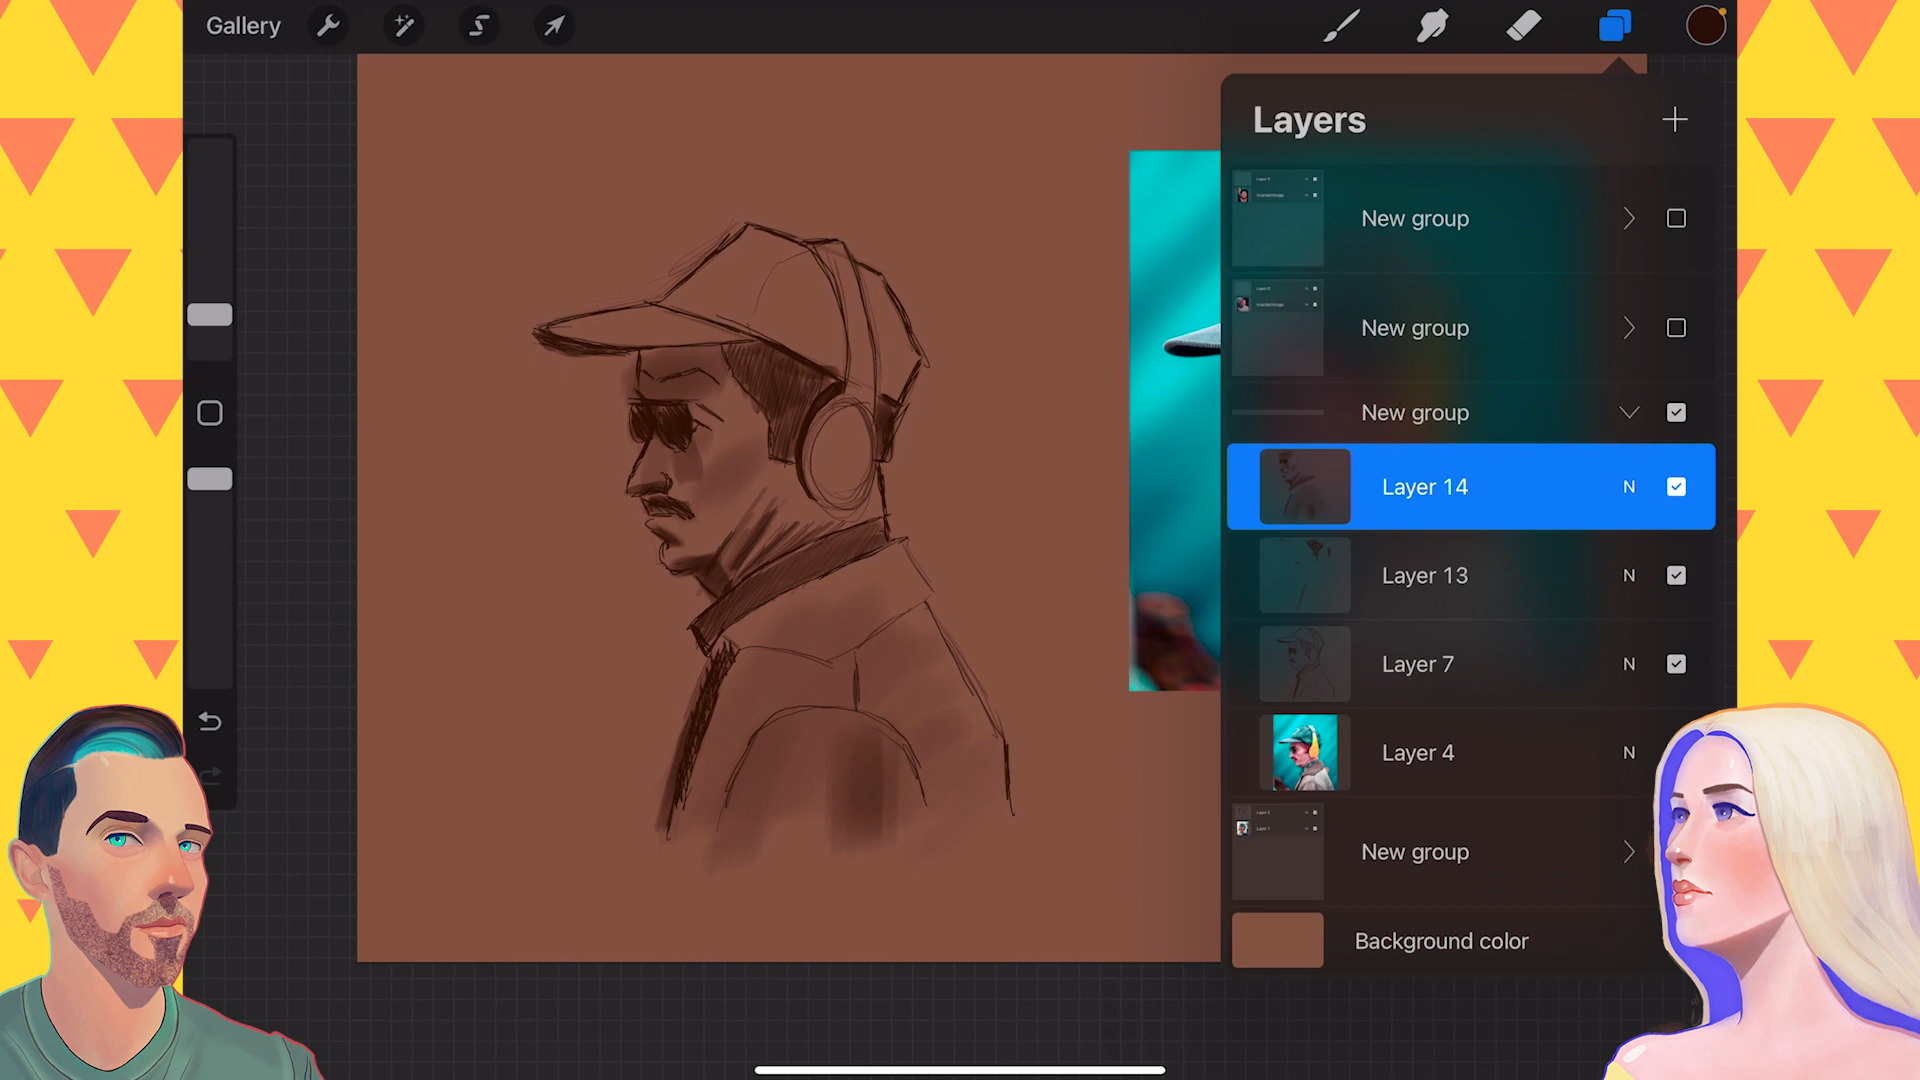 Gallery
Layers
New group
New group
New group
Layer 14 N
Layer 13 N
Layer 7 N
Layer 4 N
New group
Background color